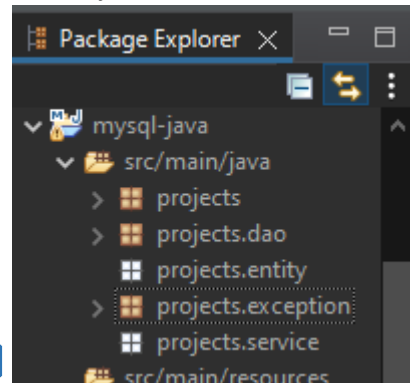 Package Explorer
mysql-java
src/main/java
projects
projects.dao
projects.entity
projects.exception
projects.service
src/main/resources